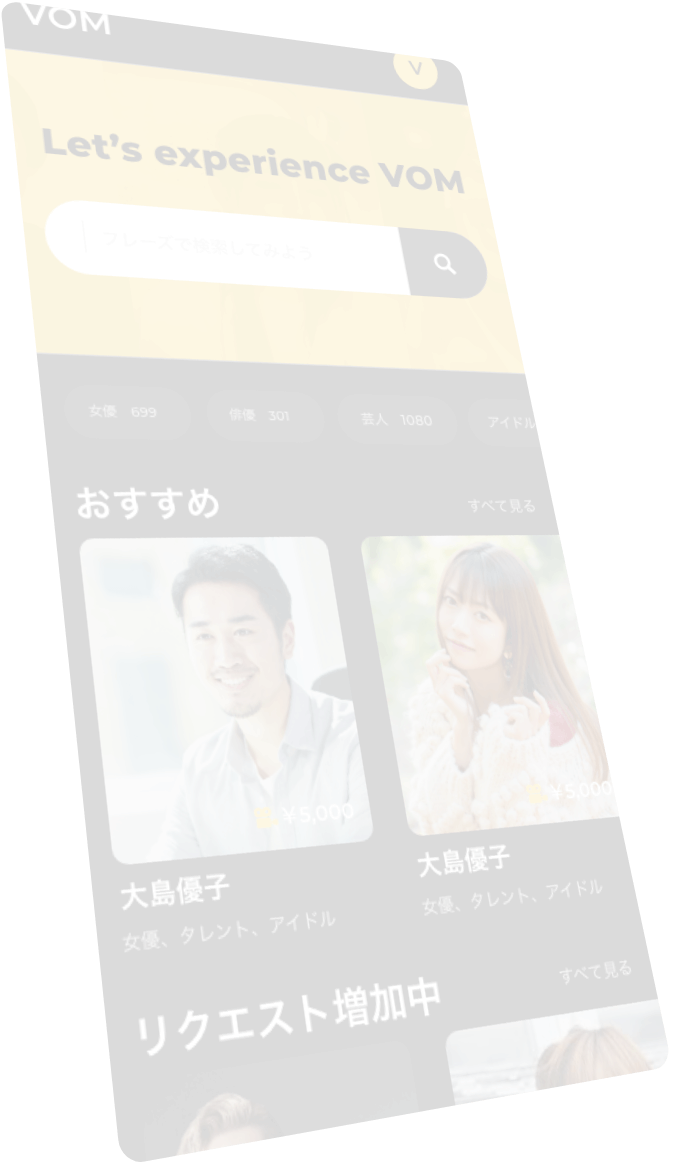 VOM
V
Let’s experience VOM
フレーズで検索してみよう
女優 699 俳優 301 芸人 1080 アイドル
おすすめ すべて見る
¥5,000 ¥5,000
大島優子 大島優子
女優、タレント、アイドル 女優、タレント、アイドル
リクエスト増加中 すべて見る